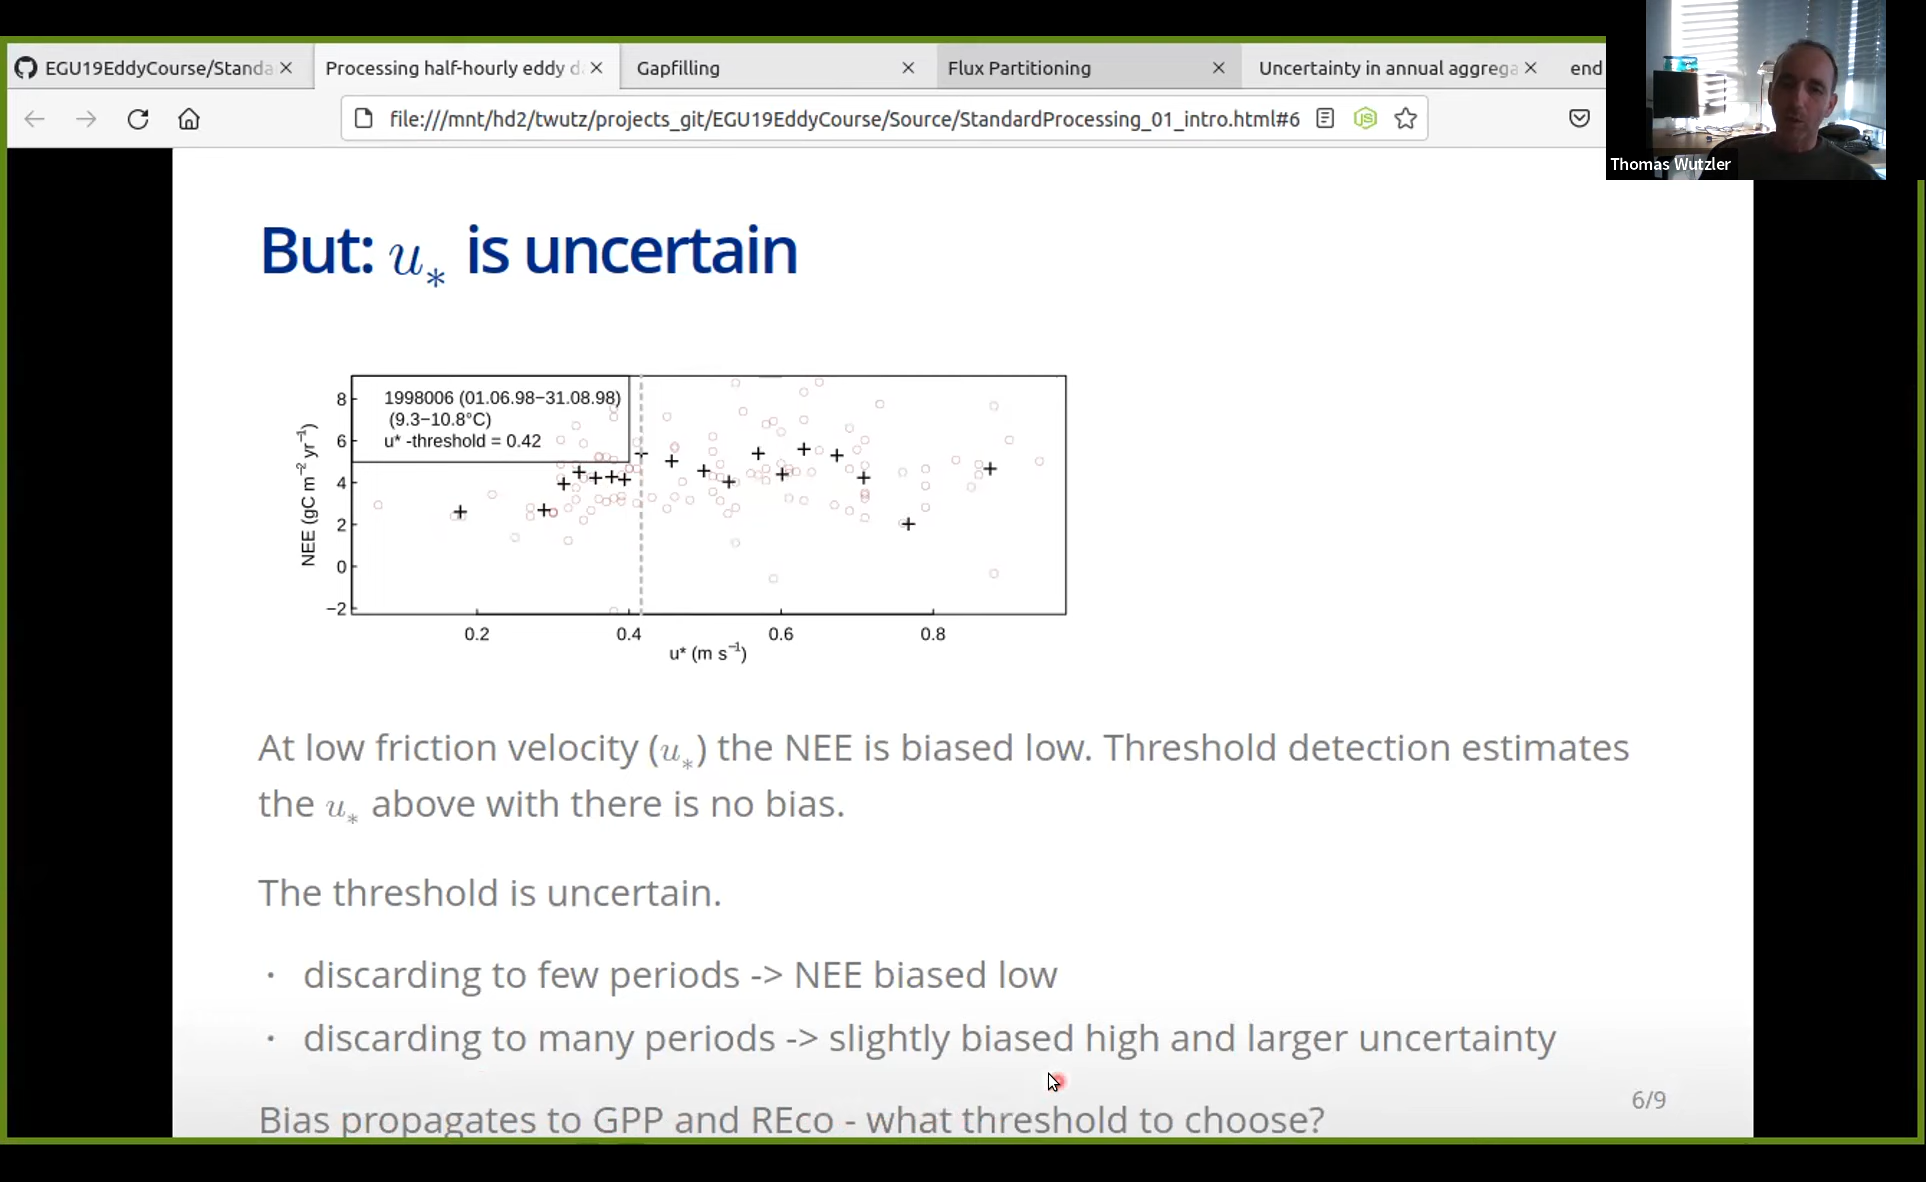 EGU19EddyCourse/Standa
Processing half-hourly eddy d
Gapfilling
Flux Partitioning
Uncertainty in annual aggrega
end
file:///mnt/hd2/twutz/projects_git/EGU19EddyCourse/Source/StandardProcessing_01_intro.html#6
Thomas Wutzler
But: u* is uncertain
1998006 (01.06.98−31.08.98)
(9.3−10.8°C)
u* -threshold = 0.42
8
6
4
2
0
−2
NEE (gC m−2 yr−1)
0.2 0.4 0.6 0.8
u* (m s−1)
At low friction velocity (u*) the NEE is biased low. Threshold detection estimates
the u* above with there is no bias.
The threshold is uncertain.
· discarding to few periods -> NEE biased low
· discarding to many periods -> slightly biased high and larger uncertainty
Bias propagates to GPP and REco - what threshold to choose?
6/9